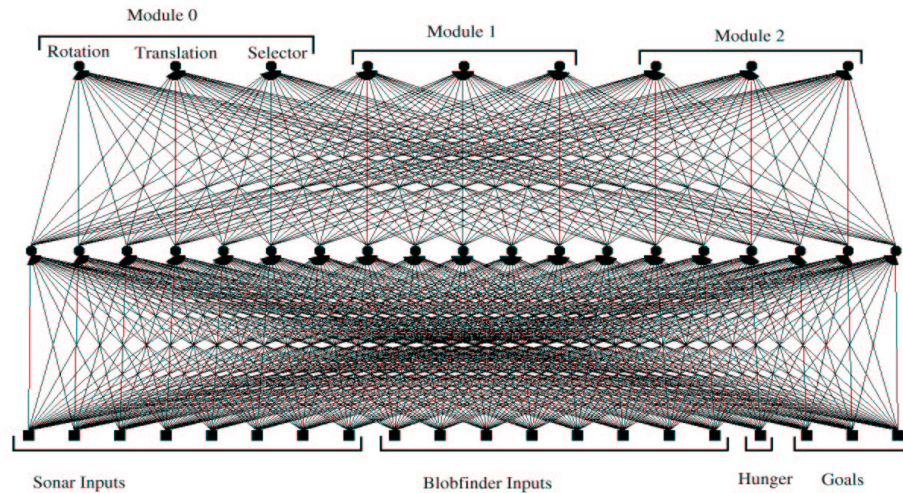 Module 0
Module 1
Module 2
Rotation Translation Selector
Sonar Inputs
Blobfinder Inputs
Hunger
Goals